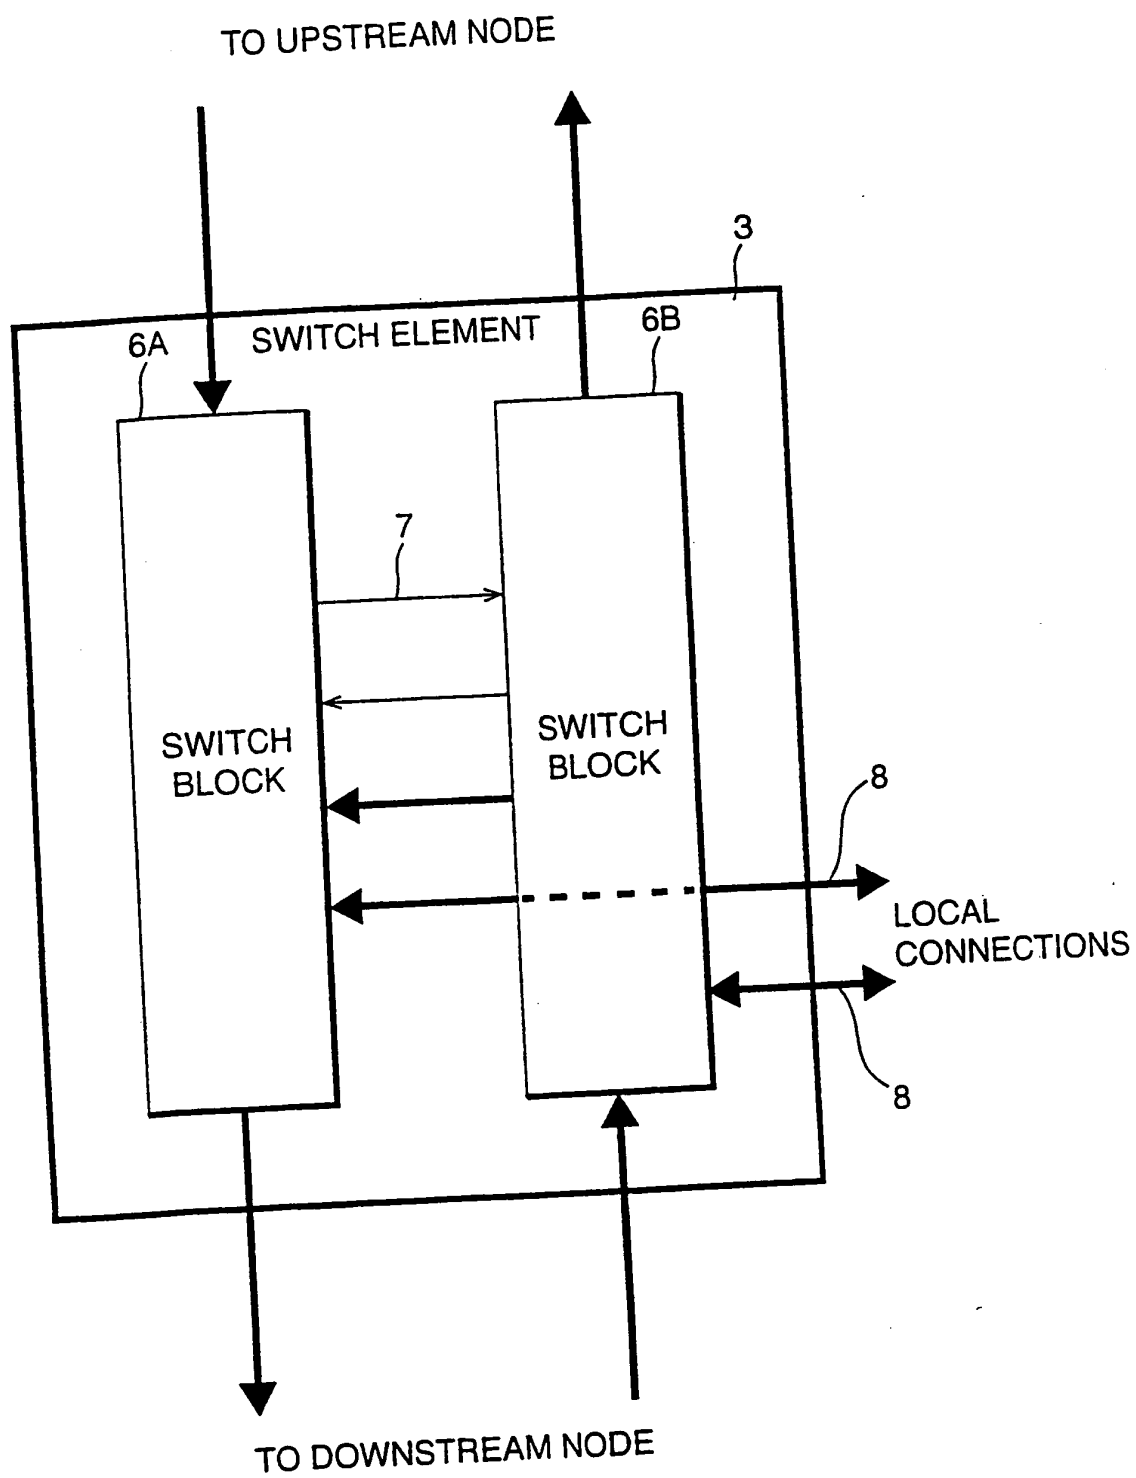 TO UPSTREAM NODE
3
SWITCH ELEMENT
6A
6B
7
SWITCH
BLOCK
SWITCH
BLOCK
8
LOCAL
CONNECTIONS
8
TO DOWNSTREAM NODE